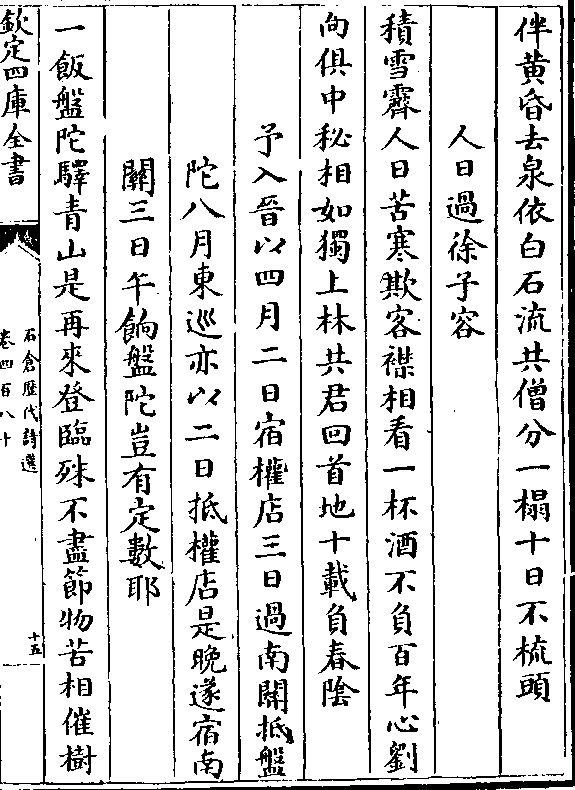 伴黄昏去泉依白石流共僧分一榻十日不梳頭
人日過徐子容
積雪霽人日苦寒欺客襟相看一杯酒不負百年心劉
向俱中秘相如獨上林共君回首地十載負春隂
予入晉以四月二日宿權店三日過南關抵盤
陀八月東巡亦以二日抵權店是晚遂宿南
關三日午餉盤陀豈有定數耶
一飯盤陀驛青山是再來登臨殊不盡節物苦相催樹
欽定四庫全書
石倉歴代詩選
卷四百八十
十五